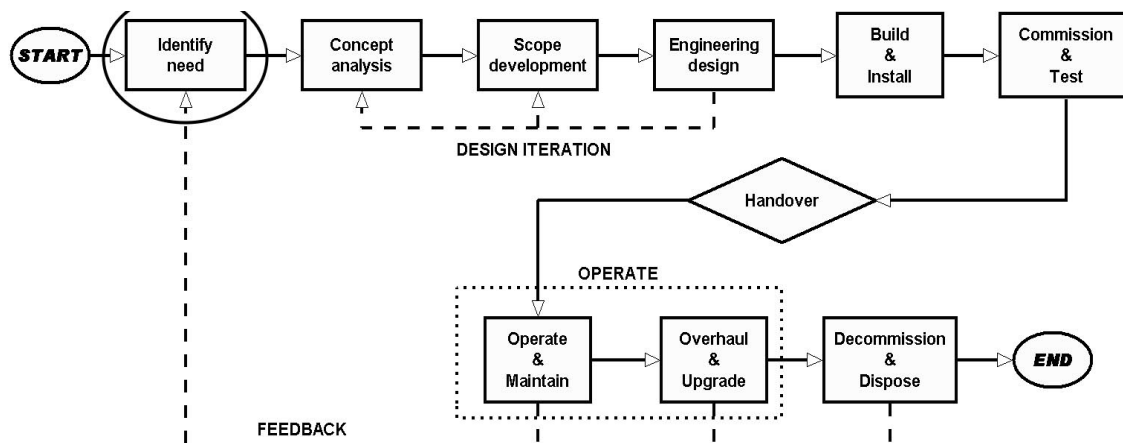 START
Identify
need
Concept
analysis
Scope
development
Engineering
design
Build
&
Install
Commission
&
Test
DESIGN ITERATION
Handover
OPERATE
Operate
&
Maintain
Overhaul
&
Upgrade
Decommission
&
Dispose
END
FEEDBACK